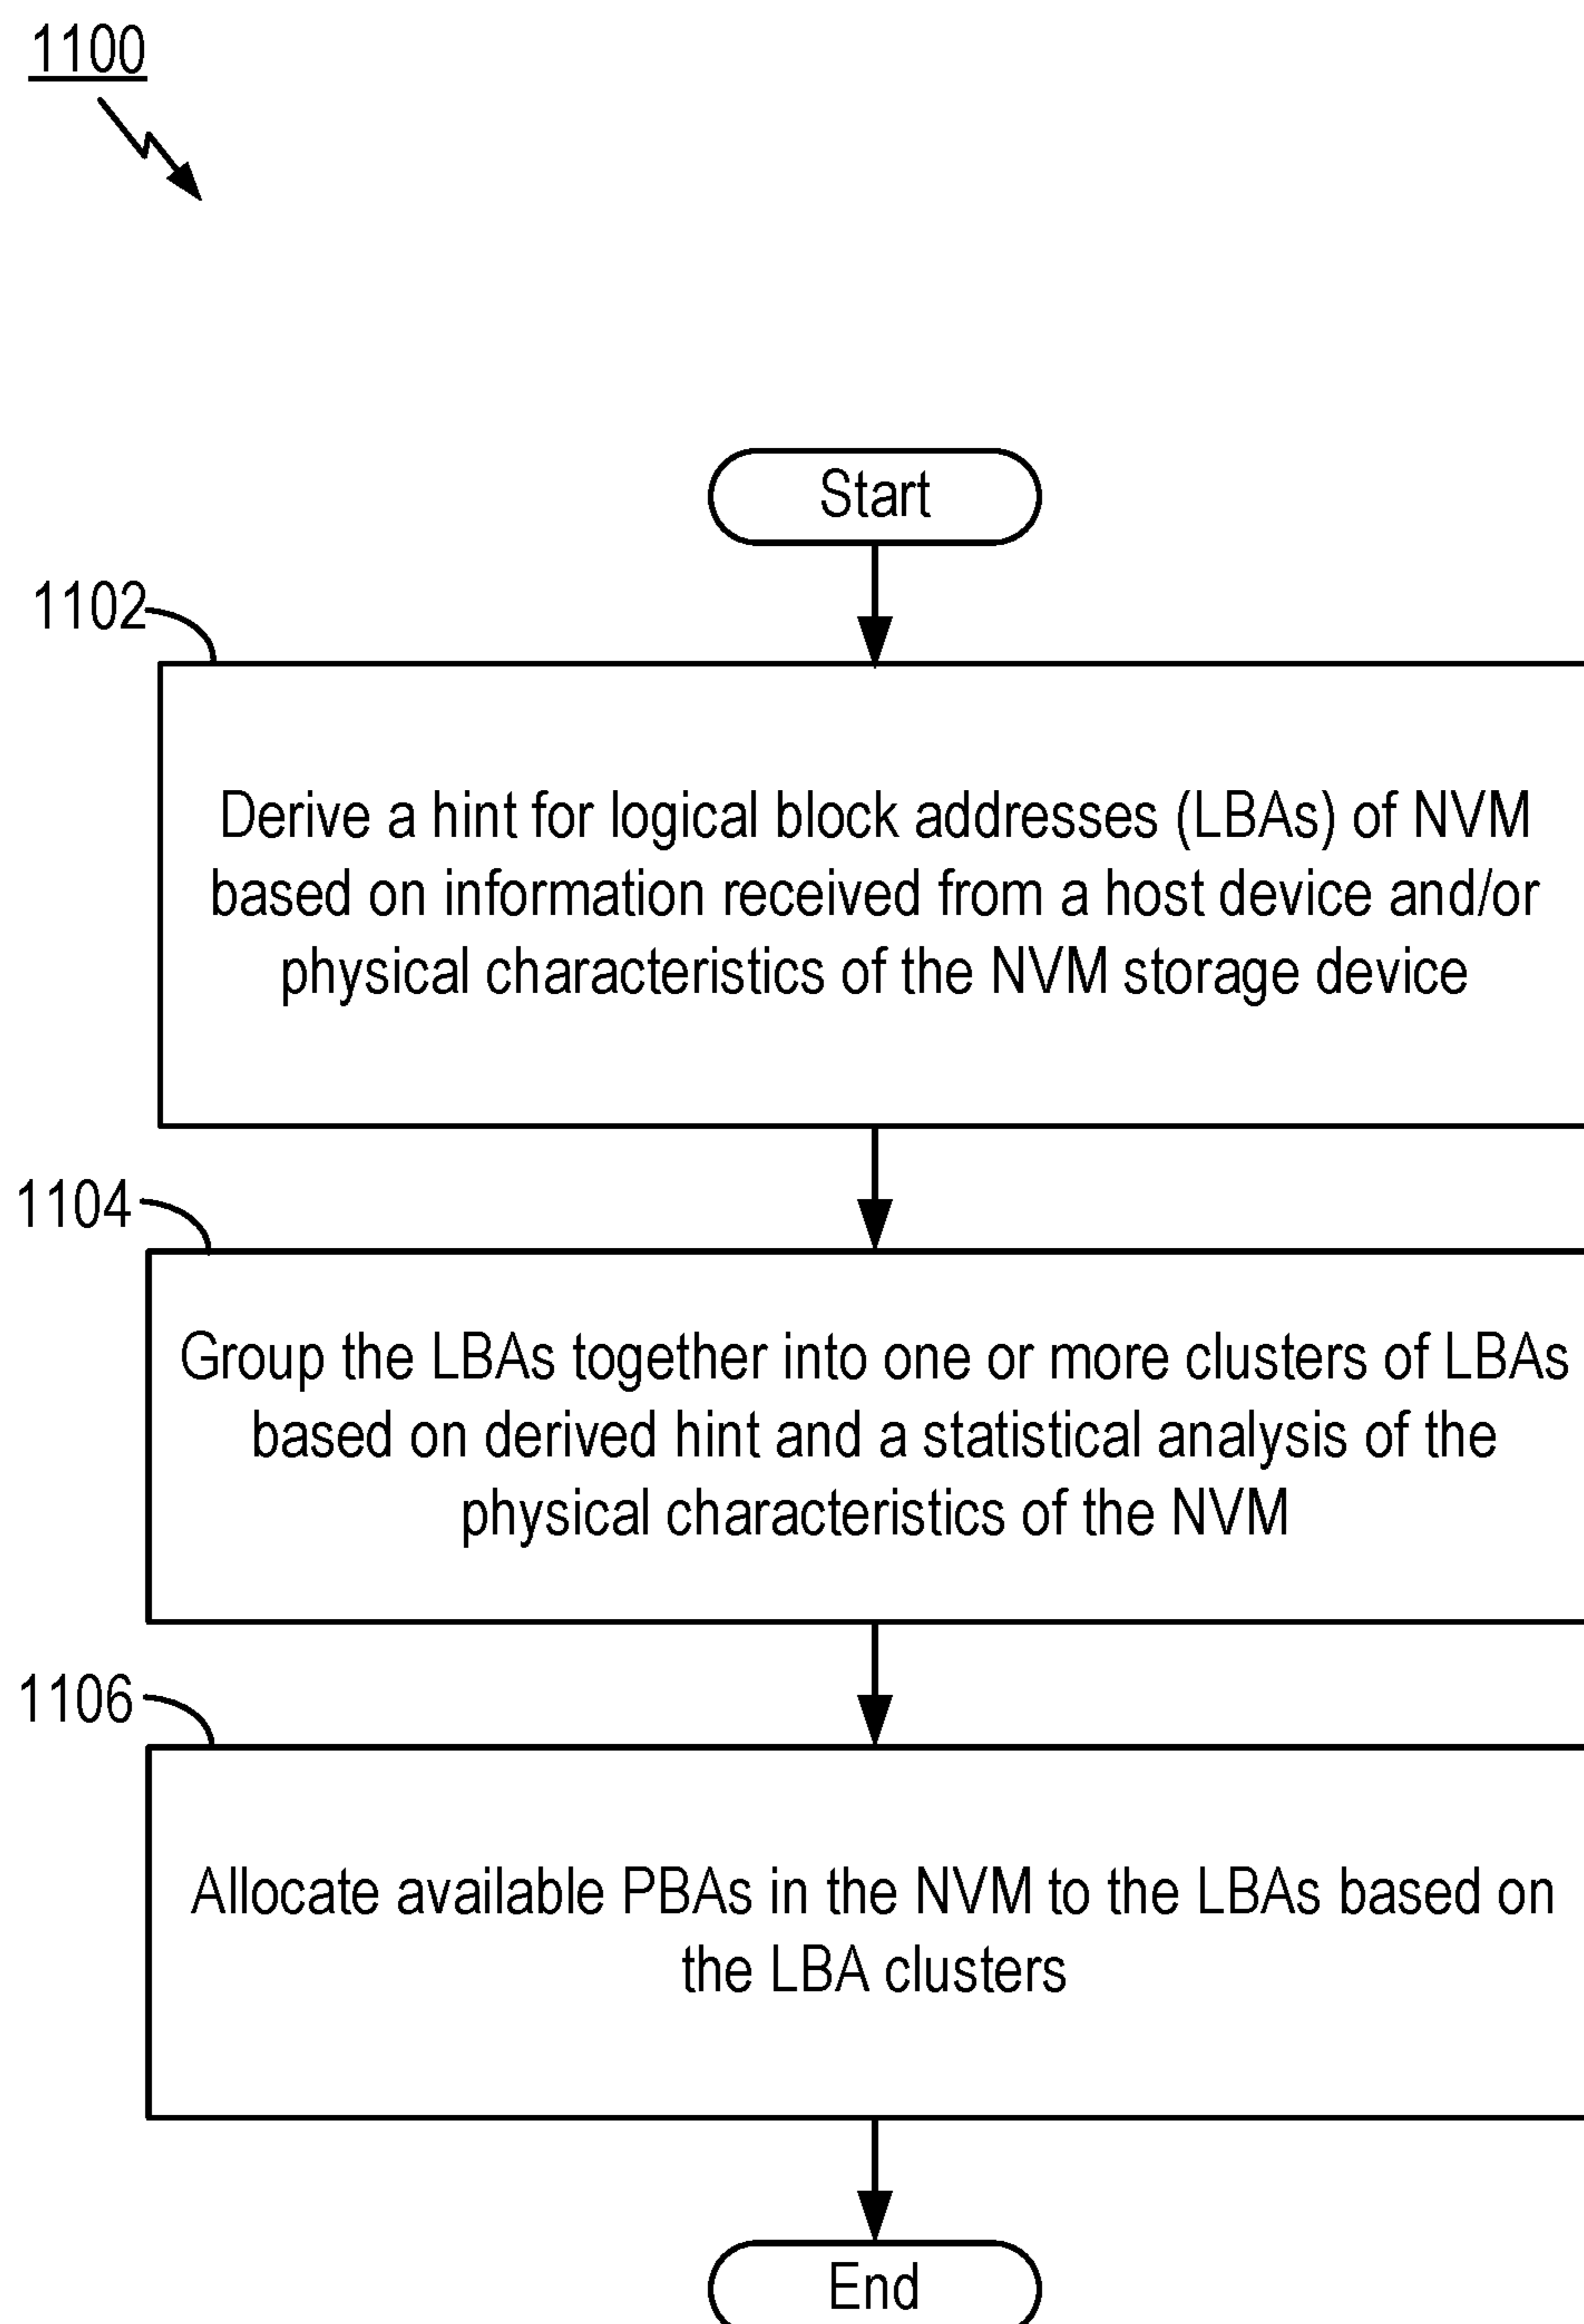 1100
Start
1102
Derive a hint for logical block addresses (LBAs) of NVM
based on information received from a host device and/or
physical characteristics of the NVM storage device
1104
Group the LBAs together into one or more clusters of LBAs
based on derived hint and a statistical analysis of the
physical characteristics of the NVM
1106
Allocate available PBAs in the NVM to the LBAs based on
the LBA clusters
End